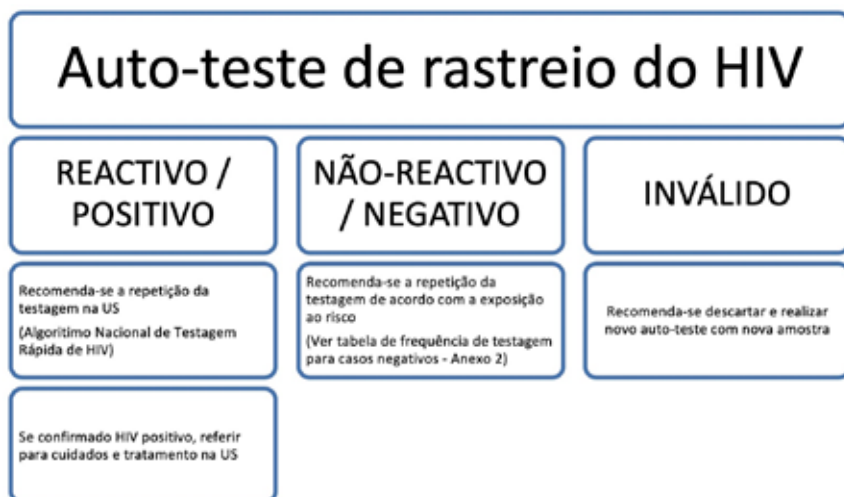 Auto-teste de rastreio do HIV
REACTIVO /
POSITIVO
Recomenda-se a repetição da
testagem na US
(Algoritimo Nacional de Testagem
Rápida de HIV)
Se confirmado HIV positivo, referir
para cuidados e tratamento na US
NÃO-REACTIVO
/ NEGATIVO
Recomenda-se a repetição da
testagem de acordo com a exposição
ao risco
(Ver tabela de frequência de testagem
para casos negativos - Anexo 2)
INVÁLIDO
Recomenda-se descartar e realizar
novo auto-teste com nova amostra